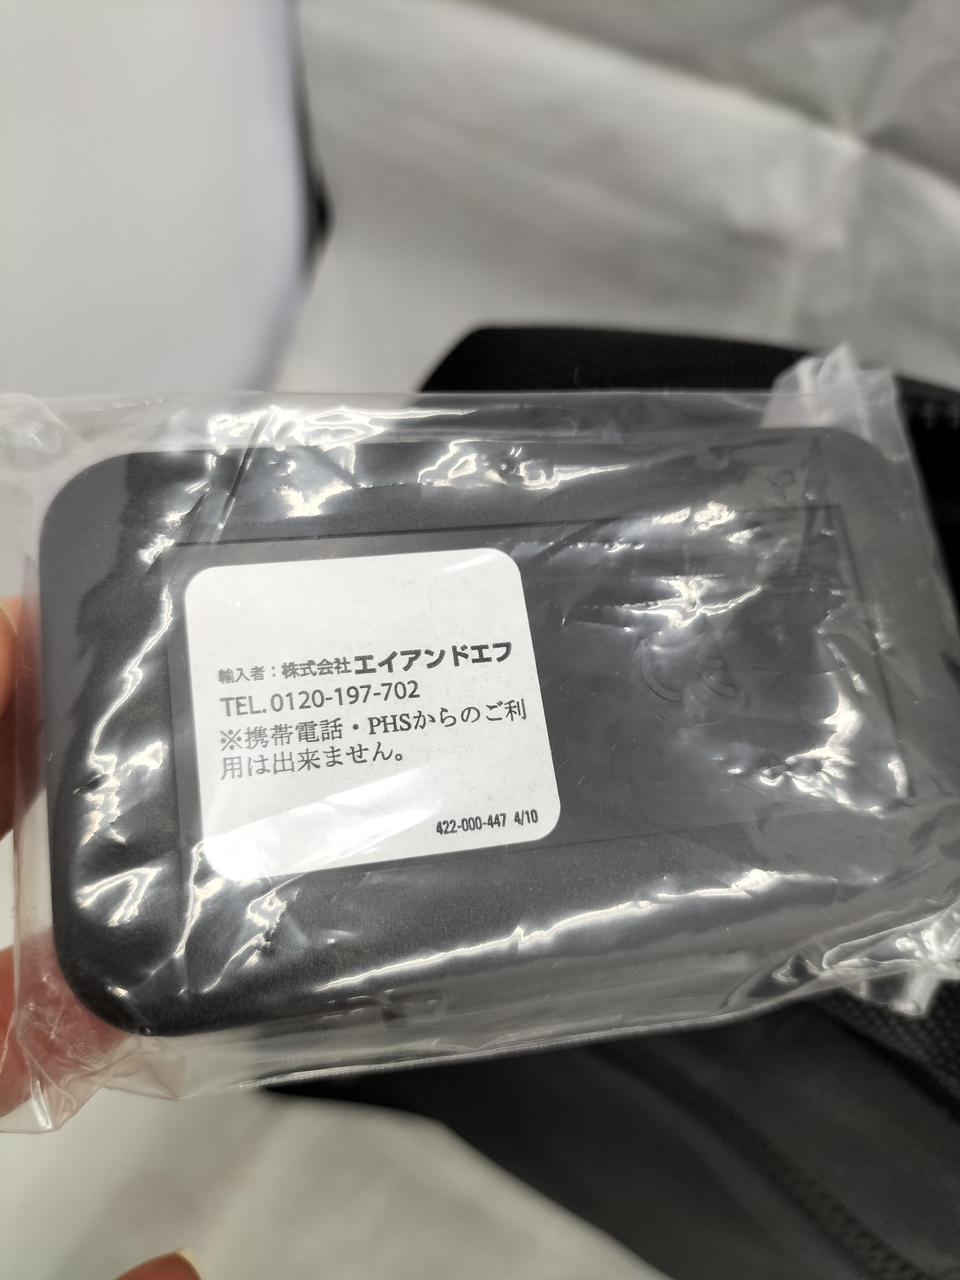 輸入者：株式会社エイアンドエフ
TEL.0120-197-702
※携帯電話・PHSからのご利
用は出来ません。
422-000-447 4/10
CE